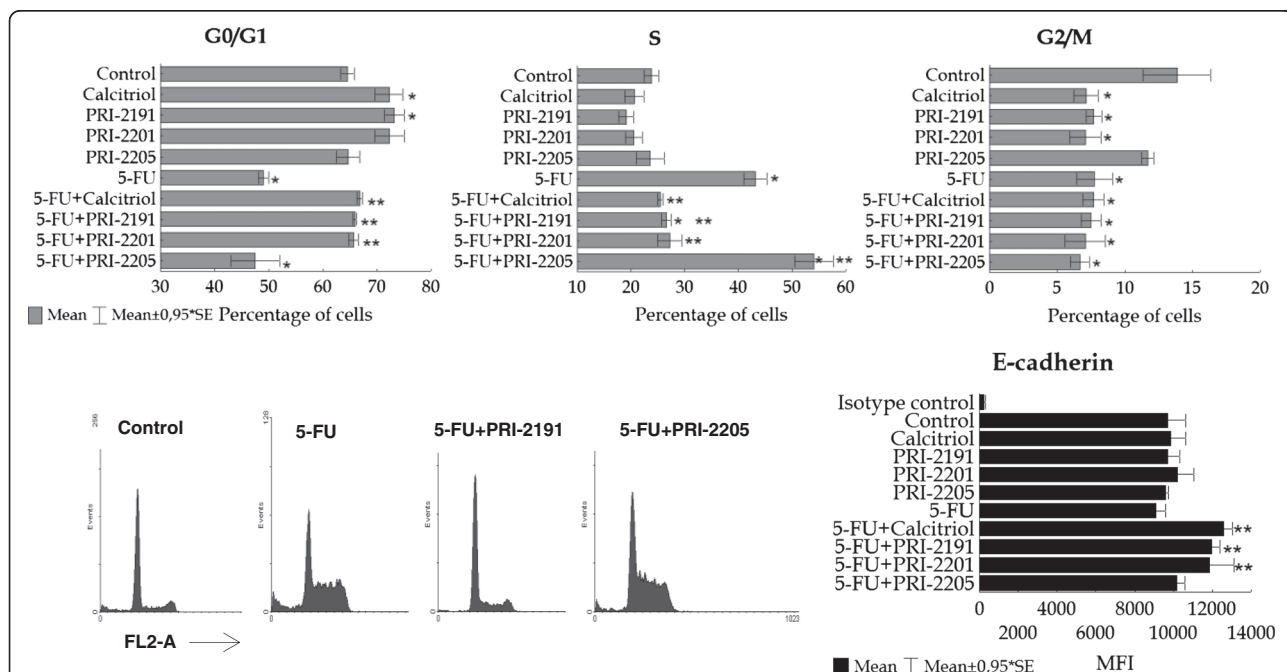 G0/G1
Control
Calcitriol
*
PRI-2191
*
PRI-2201
PRI-2205
5-FU
*
5-FU+Calcitriol
**
5-FU+PRI-2191
**
5-FU+PRI-2201
**
5-FU+PRI-2205
*
30 40 50 60 70 80
Mean Mean±0,95*SE Percentage of cells
S
Control
Calcitriol
PRI-2191
PRI-2201
PRI-2205
5-FU
*
5-FU+Calcitriol
**
5-FU+PRI-2191
* **
5-FU+PRI-2201
**
5-FU+PRI-2205
* **
10 20 30 40 50 60
Percentage of cells
G2/M
Control
Calcitriol
*
PRI-2191
*
PRI-2201
*
PRI-2205
5-FU
*
5-FU+Calcitriol
*
5-FU+PRI-2191
*
5-FU+PRI-2201
*
5-FU+PRI-2205
*
0 5 10 15 20
Percentage of cells
Control
256
Events
0
0
FL2-A
5-FU
128
Events
0
0
5-FU+PRI-2191
Events
0
5-FU+PRI-2205
Events
0
1023
E-cadherin
Isotype control
Control
Calcitriol
PRI-2191
PRI-2201
PRI-2205
5-FU
5-FU+Calcitriol
**
5-FU+PRI-2191
**
5-FU+PRI-2201
**
5-FU+PRI-2205
0 4000 8000 12000
2000 6000 10000 14000
Mean Mean±0,95*SE MFI